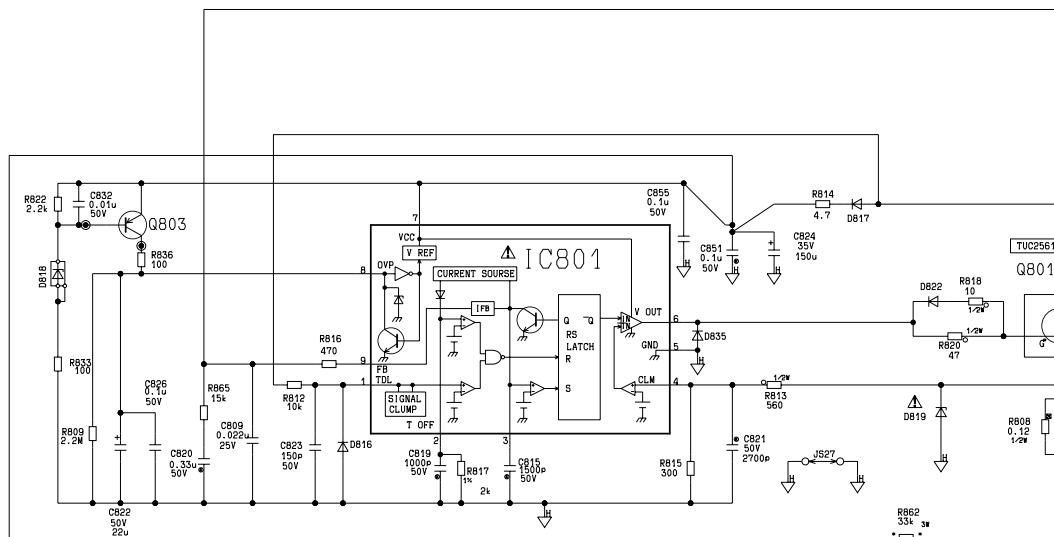 R822
2.2k
C832
0.01u
50V
Q803
R836
100
D818
R833
100
R809
2.2M
C826
0.1u
50V
C822
50V
22u
C820
0.33u
50V
R865
15k
C809
0.022u
25V
R816
470
R812
10k
C823
150p
50V
D816
7
VCC
V REF
8
OVP
CURRENT SOURSE
IC801
IFB
9
FB
1
TDL
SIGNAL
CLUMP
T OFF
2
3
Q
Q
RS
LATCH
R
S
IN
IN
V OUT
6
GND
5
CLM
4
C819
1000p
50V
R817
1%
2k
C815
1500p
50V
C855
0.1u
50V
C851
0.1u
50V
C824
35V
150u
R814
4.7
D817
D835
H
H
H
H
R813
1/2W
560
R815
300
C821
50V
2700p
H
JS27
H
H
D822
R818
10
1/2W
R820
1/2W
47
TUC2561
Q801
G
D819
H
R808
0.12
1/2W
R862
33k 3W